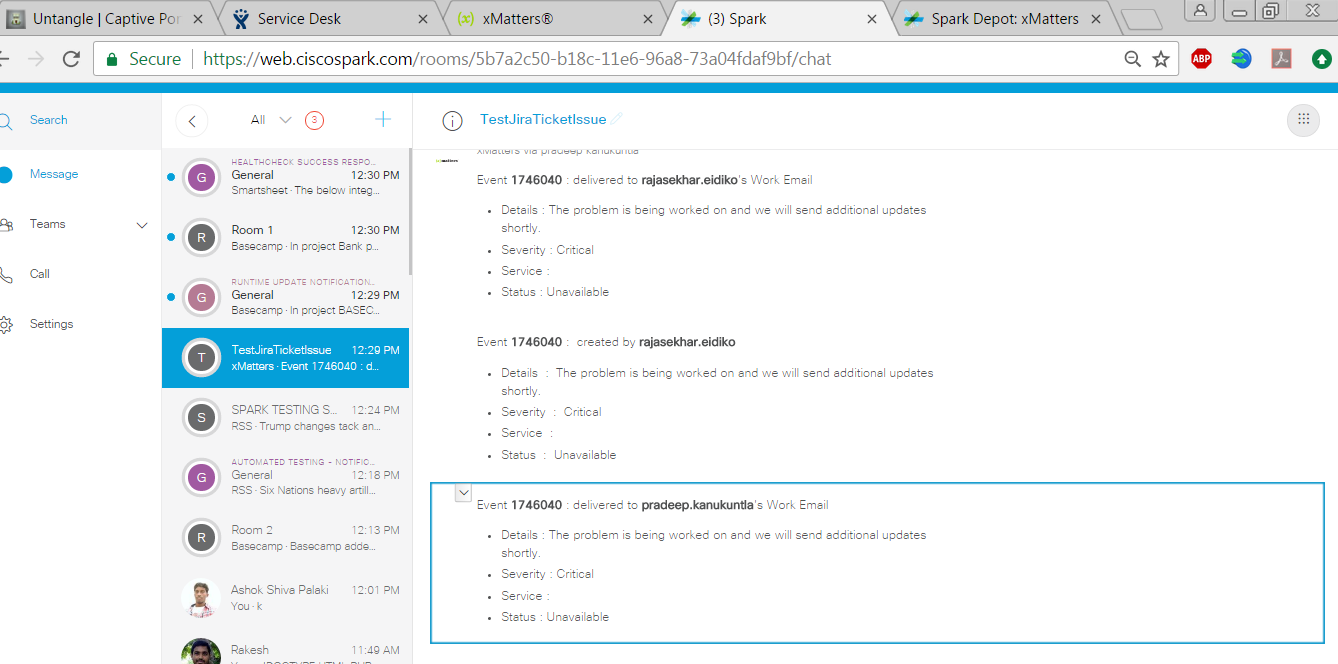 Untangle | Captive Por
Service Desk
(x) xMatters®
(3) Spark
Spark Depot: xMatters
Secure
https://web.ciscospark.com/rooms/5b7a2c50-b18c-11e6-96a8-73a04fdaf9bf/chat
ABP
Search
Message
Teams
Call
Settings
All
3
HEALTHCHECK SUCCESS RESPO...
G
General 12:30 PM
Smartsheet · The below integ...
R
Room 1 12:30 PM
Basecamp · In project Bank p...
RUNTIME UPDATE NOTIFICATION...
G
General 12:29 PM
Basecamp · In project BASEC...
T
TestJiraTicketIssue 12:29 PM
xMatters · Event 1746040 : d...
S
SPARK TESTING S... 12:24 PM
RSS · Trump changes tack an...
AUTOMATED TESTING - NOTIFIC...
G
General 12:18 PM
RSS · Six Nations heavy artill...
R
Room 2 12:13 PM
Basecamp · Basecamp adde...
Ashok Shiva Palaki 12:01 PM
You · k
Rakesh 11:49 AM
TestJiraTicketIssue
xMatters via pradeep kanukuntla
Event 1746040 : delivered to rajasekhar.eidiko's Work Email
• Details : The problem is being worked on and we will send additional updates
shortly.
• Severity : Critical
• Service :
• Status : Unavailable
Event 1746040 : created by rajasekhar.eidiko
• Details : The problem is being worked on and we will send additional updates
shortly.
• Severity : Critical
• Service :
• Status : Unavailable
Event 1746040 : delivered to pradeep.kanukuntla's Work Email
• Details : The problem is being worked on and we will send additional updates
shortly.
• Severity : Critical
• Service :
• Status : Unavailable